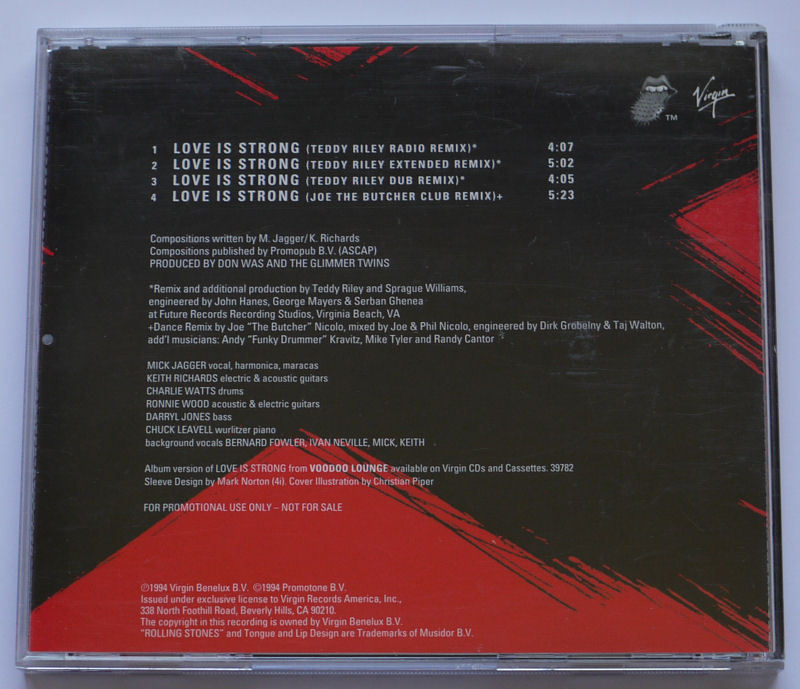 Virgin
TM
1 LOVE IS STRONG (TEDDY RILEY RADIO REMIX)* 4:07
2 LOVE IS STRONG (TEDDY RILEY EXTENDED REMIX)* 5:02
3 LOVE IS STRONG (TEDDY RILEY DUB REMIX)* 4:05
4 LOVE IS STRONG (JOE THE BUTCHER CLUB REMIX)+ 5:23
Compositions written by M. Jagger/K. Richards
Compositions published by Promopub B.V. (ASCAP)
PRODUCED BY DON WAS AND THE GLIMMER TWINS
*Remix and additional production by Teddy Riley and Sprague Williams,
engineered by John Hanes, George Mayers & Serban Ghenea
at Future Records Recording Studios, Virginia Beach, VA
+Dance Remix by Joe "The Butcher" Nicolo, mixed by Joe & Phil Nicolo, engineered by Dirk Grobelny & Taj Walton,
add'l musicians: Andy "Funky Drummer" Kravitz, Mike Tyler and Randy Cantor
MICK JAGGER vocal, harmonica, maracas
KEITH RICHARDS electric & acoustic guitars
CHARLIE WATTS drums
RONNIE WOOD acoustic & electric guitars
DARRYL JONES bass
CHUCK LEAVELL wurlitzer piano
background vocals BERNARD FOWLER, IVAN NEVILLE, MICK, KEITH
Album version of LOVE IS STRONG from VOODOO LOUNGE available on Virgin CDs and Cassettes. 39782
Sleeve Design by Mark Norton (4i). Cover Illustration by Christian Piper
FOR PROMOTIONAL USE ONLY – NOT FOR SALE
℗1994 Virgin Benelux B.V. ©1994 Promotone B.V.
Issued under exclusive license to Virgin Records America, Inc.,
338 North Foothill Road, Beverly Hills, CA 90210.
The copyright in this recording is owned by Virgin Benelux B.V.
"ROLLING STONES" and Tongue and Lip Design are Trademarks of Musidor B.V.